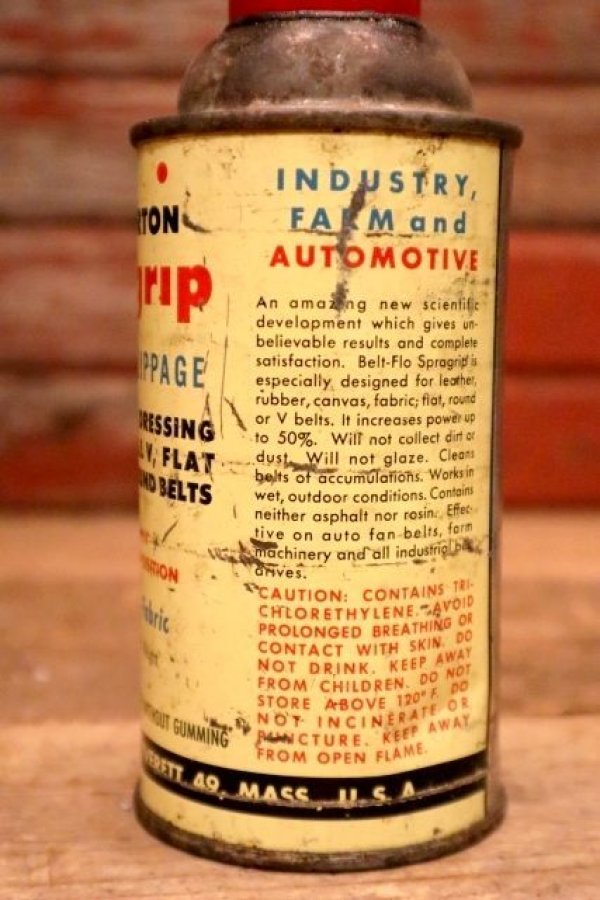 RTON
grip
PPAGE
DRESSING
V, FLAT
ND BELTS
fabric
THOUT GUMMING
INDUSTRY,
FARM and
AUTOMOTIVE
An amazing new scientific
development which gives un-
believable results and complete
satisfaction. Belt-Flo Spragrip is
especially designed for leather,
rubber, canvas, fabric; flat, round
or V belts. It increases power up
to 50%. Will not collect dirt or
dust. Will not glaze. Cleans
belts of accumulations. Works in
wet, outdoor conditions. Contains
neither asphalt nor rosin. Effec-
tive on auto fan belts, farm
machinery and all industrial belt
drives.
CAUTION: CONTAINS TRI-
CHLORETHYLENE. AVOID
PROLONGED BREATHING OR
CONTACT WITH SKIN. DO
NOT DRINK. KEEP AWAY
FROM CHILDREN. DO NOT
STORE ABOVE 120° F. DO
NOT INCINERATE OR
PUNCTURE. KEEP AWAY
FROM OPEN FLAME.
VERETT 49, MASS., U.S.A.